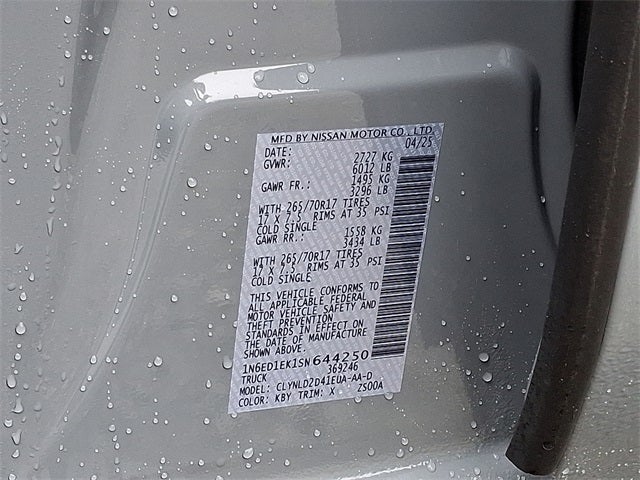 MFD BY NISSAN MOTOR CO., LTD.
DATE: 04/25
GVWR: 2727 KG
6012 LB
GAWR FR.: 1495 KG
3296 LB
WITH 265/70R17 TIRES
17 X 7.5 RIMS AT 35 PSI
COLD SINGLE
GAWR RR.: 1558 KG
3434 LB
WITH 265/70R17 TIRES
17 X 7.5 RIMS AT 35 PSI
COLD SINGLE
THIS VEHICLE CONFORMS TO
ALL APPLICABLE FEDERAL
MOTOR VEHICLE SAFETY AND
THEFT PREVENTION
STANDARDS IN EFFECT ON
THE DATE OF MANUFACTURE
SHOWN ABOVE.
1N6ED1EK1SN644250
TRUCK 369246
MODEL: CLYNLD2D41EUA-AA-D
COLOR: KBY TRIM: X ZS00A